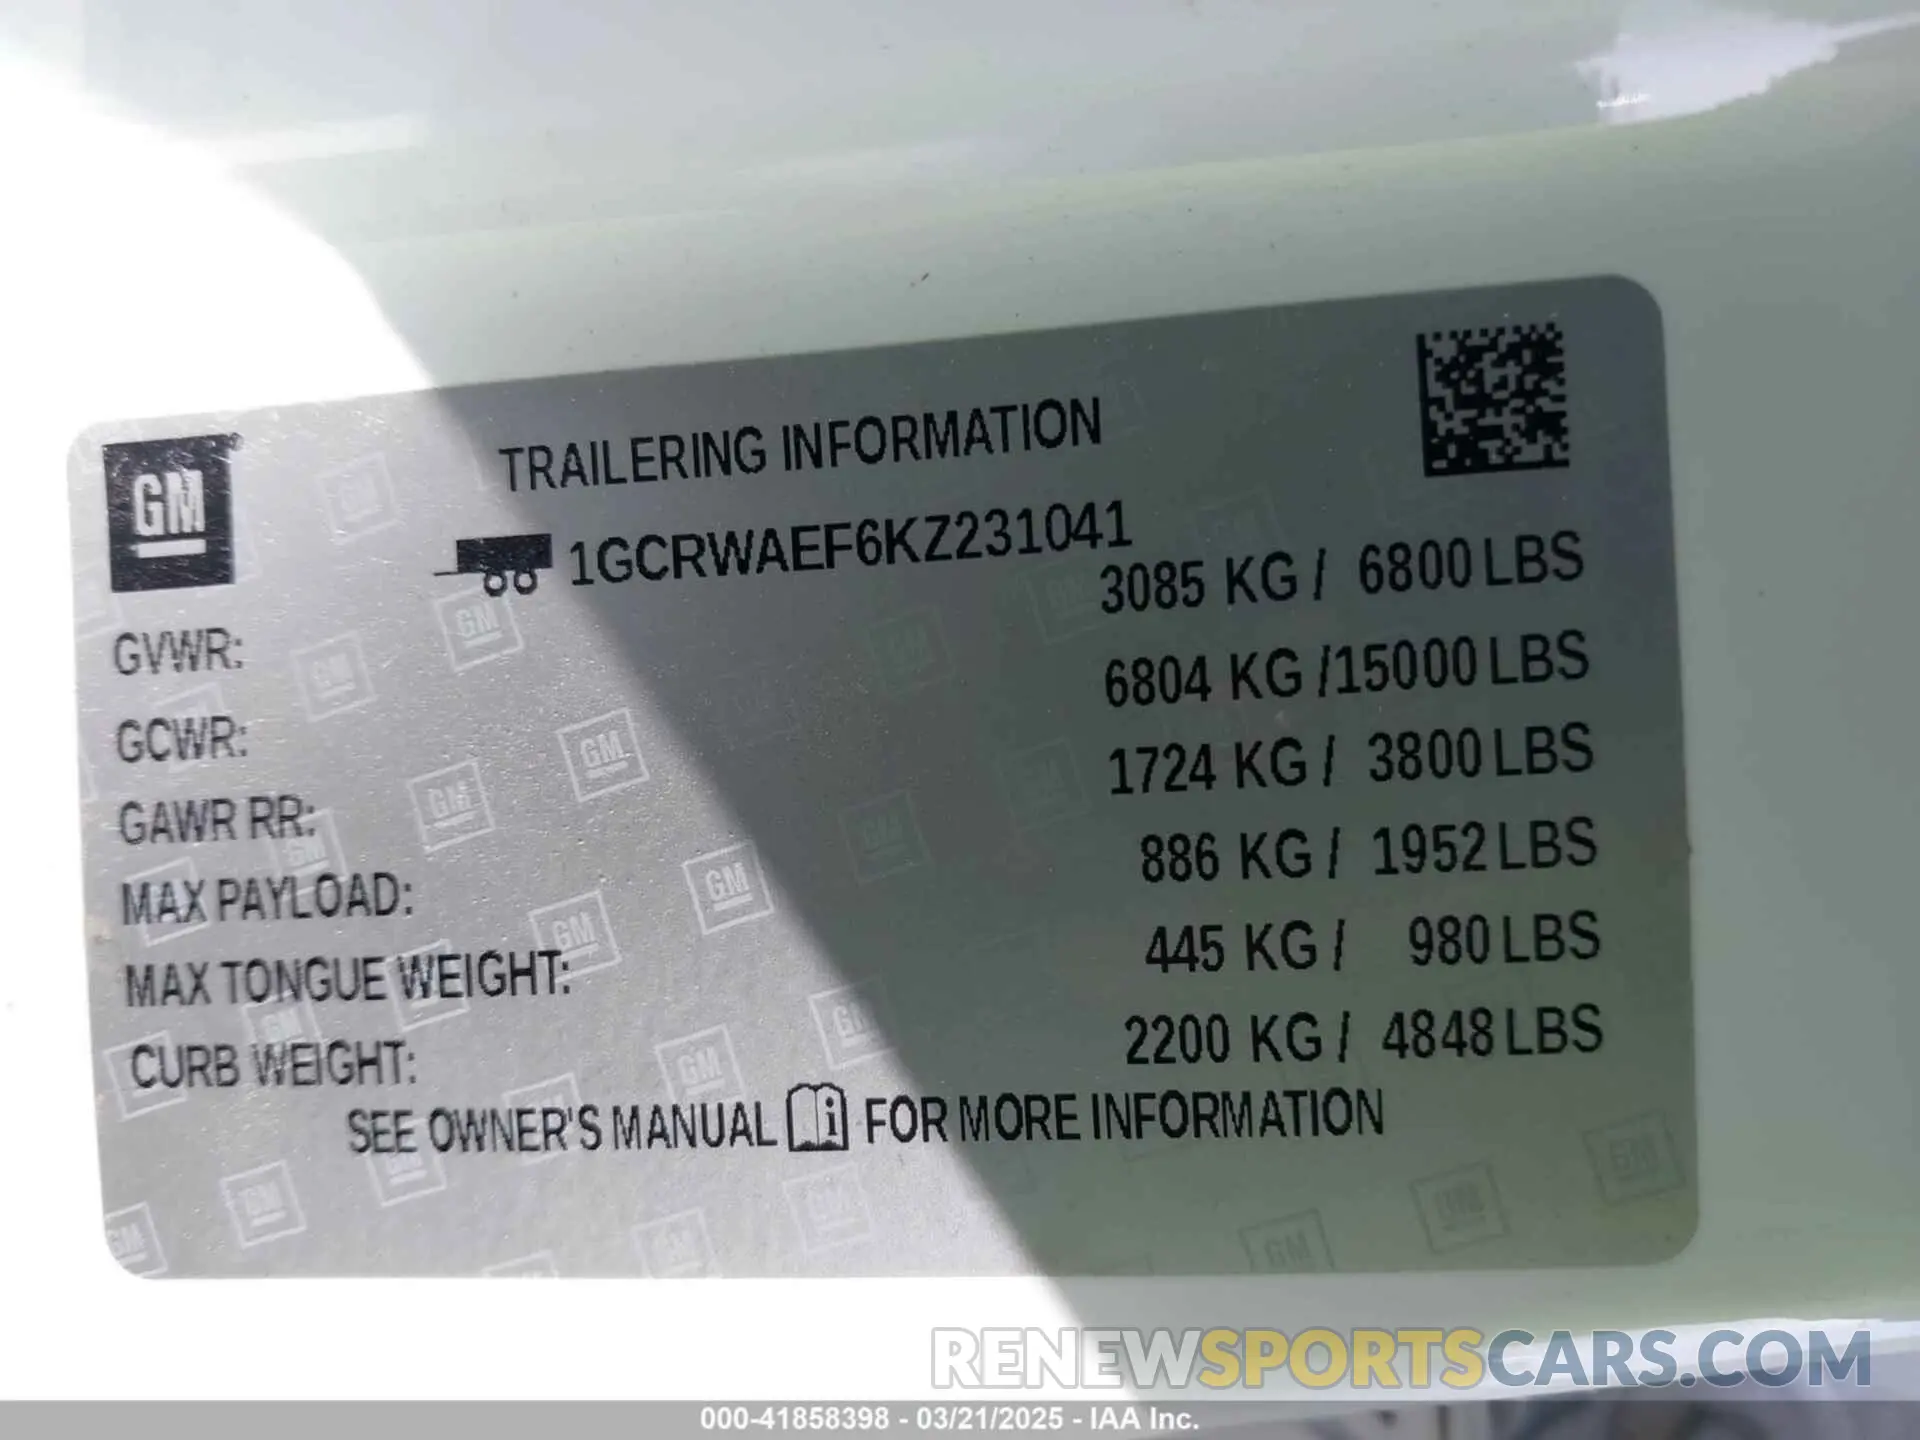 GM
TRAILERING INFORMATION
1GCRWAEF6KZ231041
GVWR: 3085 KG / 6800 LBS
GCWR: 6804 KG /15000 LBS
GAWR RR: 1724 KG / 3800 LBS
MAX PAYLOAD: 886 KG / 1952 LBS
MAX TONGUE WEIGHT: 445 KG / 980 LBS
CURB WEIGHT: 2200 KG / 4848 LBS
SEE OWNER'S MANUAL FOR MORE INFORMATION
RENEWSPORTSCARS.COM
000-41858398 - 03/21/2025 - IAA Inc.